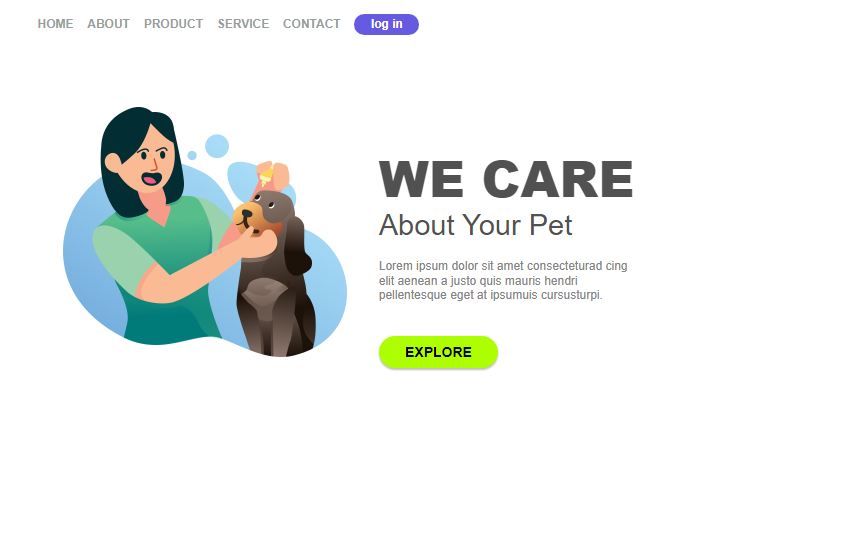 HOME ABOUT PRODUCT SERVICE CONTACT log in
WE CARE
About Your Pet
Lorem ipsum dolor sit amet consecteturad cing
elit aenean a justo quis mauris hendri
pellentesque eget at ipsumuis cursusturpi.
EXPLORE